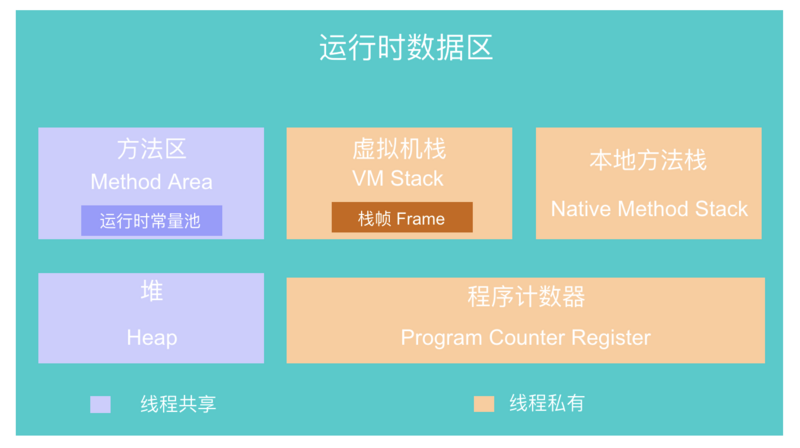 运行时数据区
方法区
Method Area
运行时常量池
虚拟机栈
VM Stack
栈帧 Frame
本地方法栈
Native Method Stack
堆
Heap
程序计数器
Program Counter Register
线程共享
线程私有